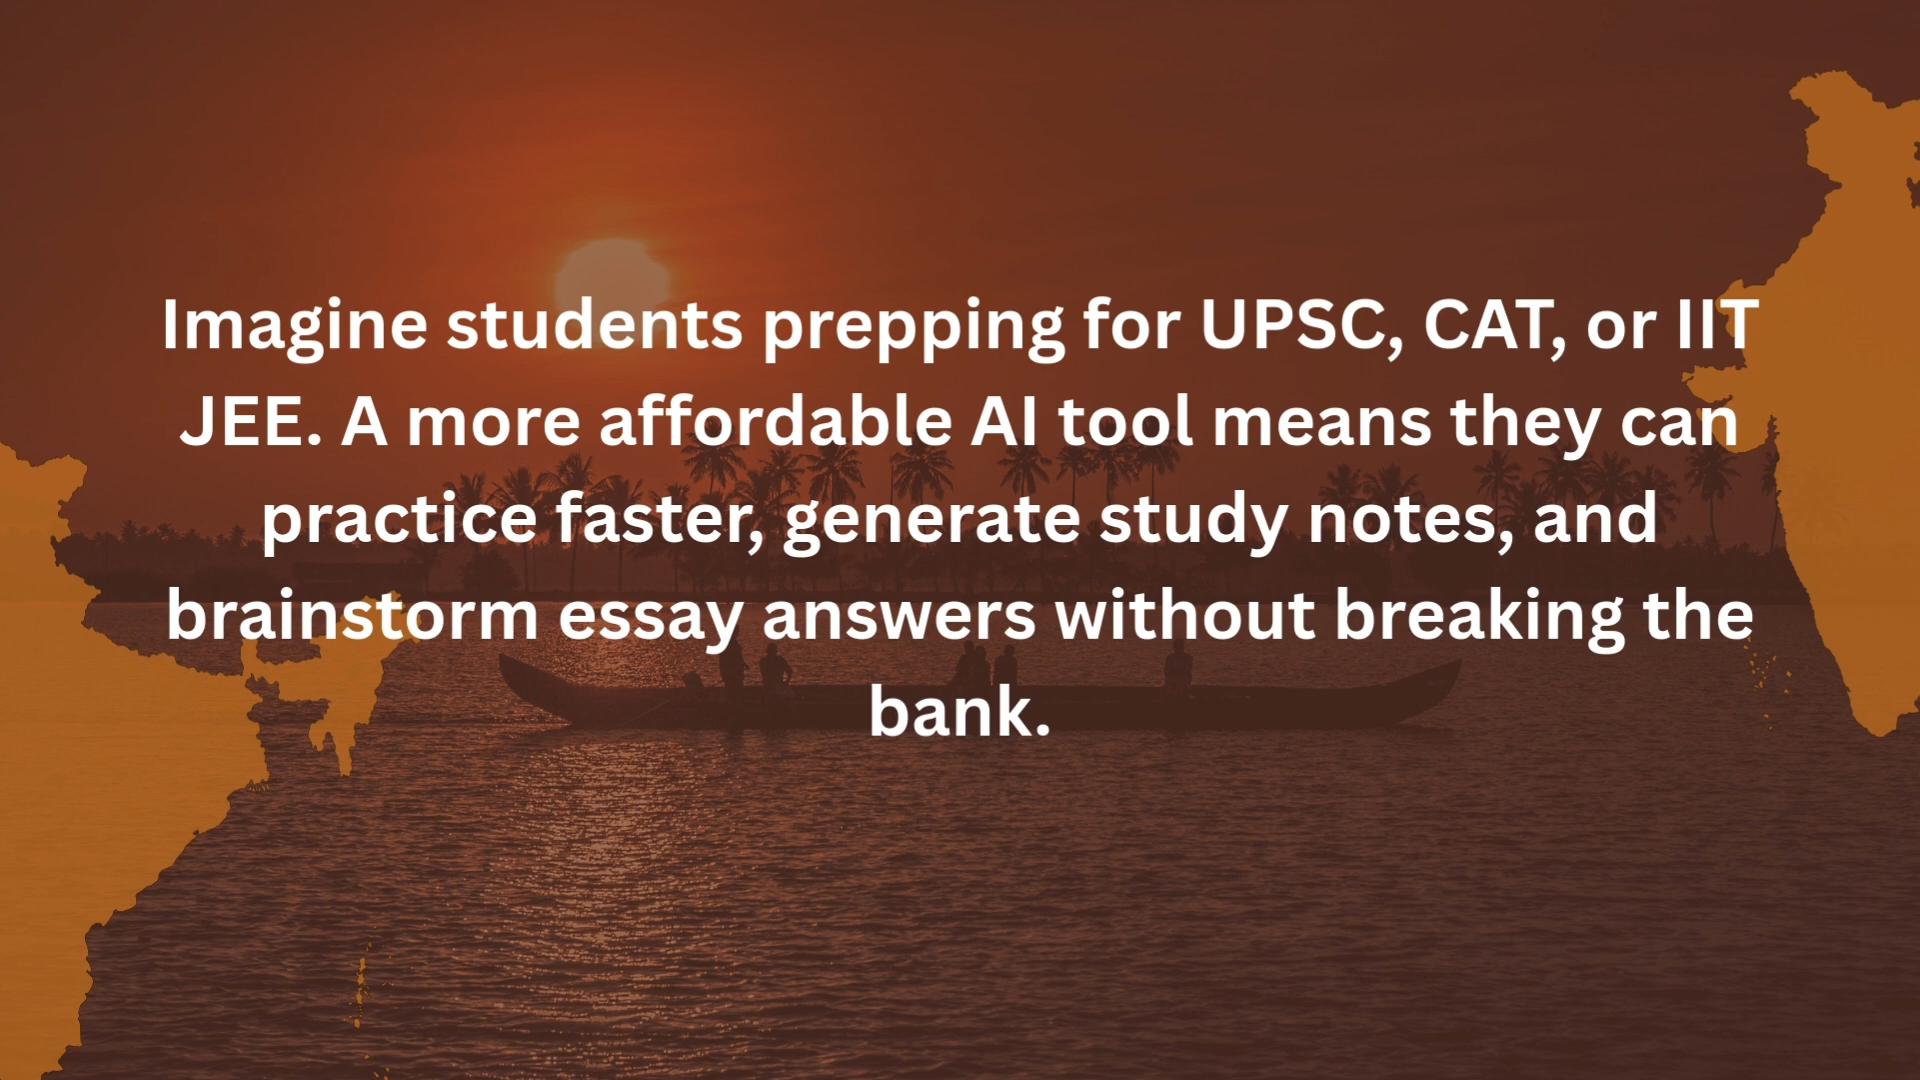 Imagine students prepping for UPSC, CAT, or IIT
JEE. A more affordable AI tool means they can
practice faster, generate study notes, and
brainstorm essay answers without breaking the
bank.